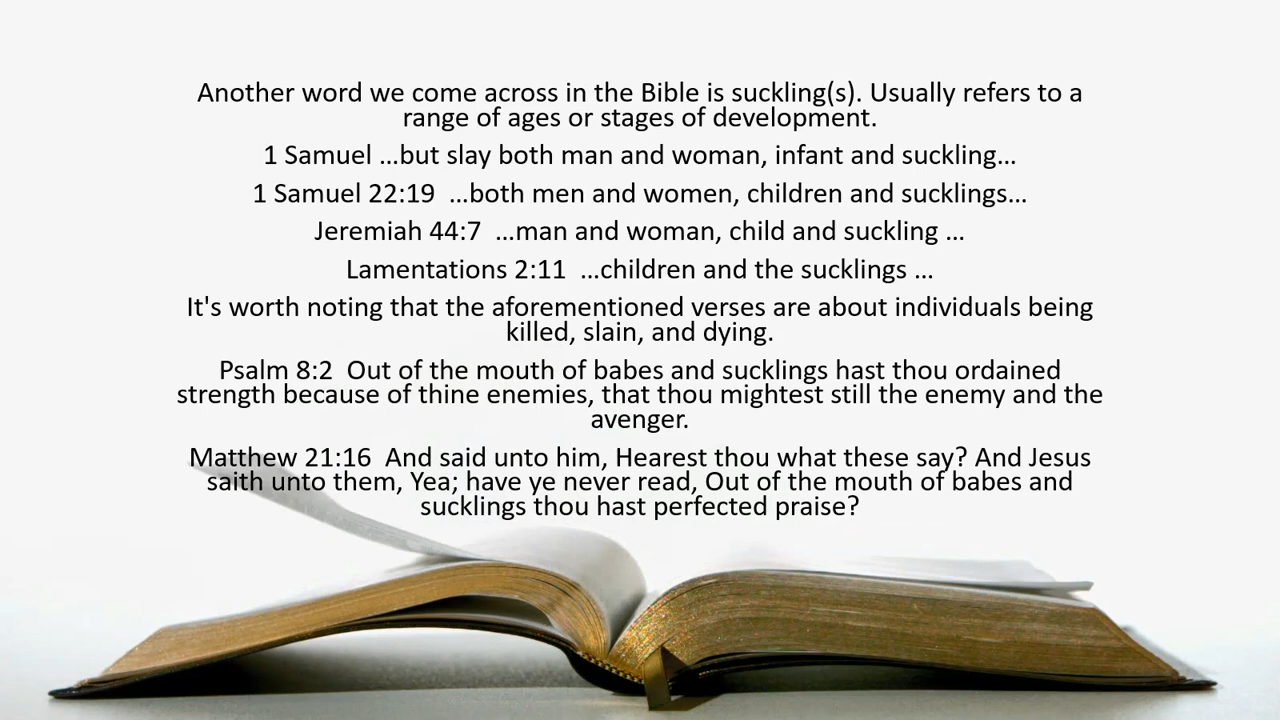 Another word we come across in the Bible is suckling(s). Usually refers to a
range of ages or stages of development.
1 Samuel …but slay both man and woman, infant and suckling…
1 Samuel 22:19  …both men and women, children and sucklings…
Jeremiah 44:7  …man and woman, child and suckling …
Lamentations 2:11  …children and the sucklings …
It's worth noting that the aforementioned verses are about individuals being
killed, slain, and dying.
Psalm 8:2  Out of the mouth of babes and sucklings hast thou ordained
strength because of thine enemies, that thou mightest still the enemy and the
avenger.
Matthew 21:16  And said unto him, Hearest thou what these say? And Jesus
saith unto them, Yea; have ye never read, Out of the mouth of babes and
sucklings thou hast perfected praise?